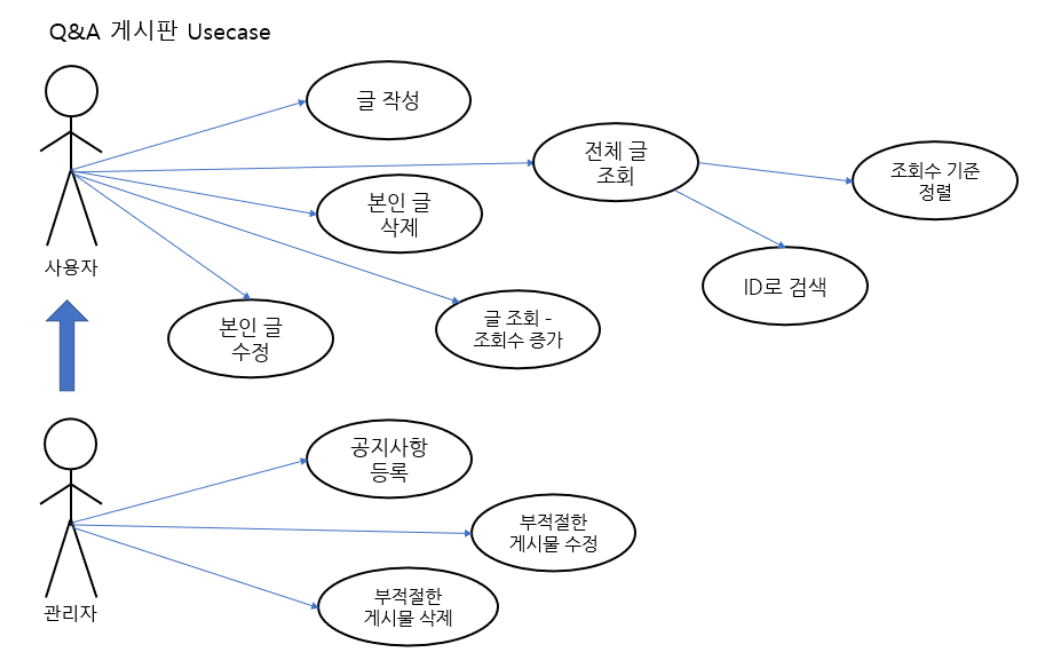 Q&A 게시판 Usecase
글 작성
전체 글
조회
조회수 기준
정렬
본인 글
삭제
ID로 검색
사용자
본인 글
수정
글 조회 –
조회수 증가
공지사항
등록
부적절한
게시물 수정
부적절한
게시물 삭제
관리자